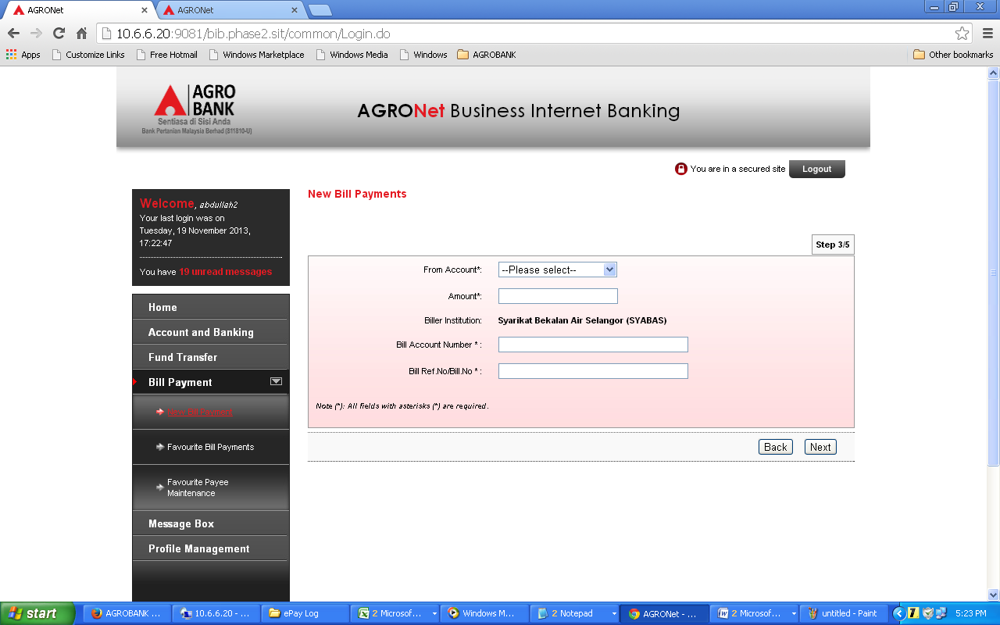 AGRONet
AGRONet
10.6.6.20:9081/bib.phase2.sit/common/Login.do
Apps Customize Links Free Hotmail Windows Marketplace Windows Media Windows AGROBANK Other bookmarks
AGRO
BANK
Sentiasa di Sisi Anda
Bank Pertanian Malaysia Berhad (811810-U)
AGRONet Business Internet Banking
You are in a secured site Logout
Welcome, abdullah2
Your last login was on
Tuesday, 19 November 2013,
17:22:47
You have 19 unread messages
Home
Account and Banking
Fund Transfer
Bill Payment
Favourite Bill Payments
Favourite Payee
Maintenance
Message Box
Profile Management
New Bill Payments
Step 3/5
From Account*: --Please select--
Amount*:
Biller Institution: Syarikat Bekalan Air Selangor (SYABAS)
Bill Account Number * :
Bill Ref.No/Bill.No * :
Note (*): All fields with asterisks (*) are required.
Back Next
start AGROBANK ... 10.6.6.20 - ... ePay Log 2 Microsof... Windows M... 2 Notepad AGRONet - ... 2 Microsof... untitled - Paint 5:23 PM